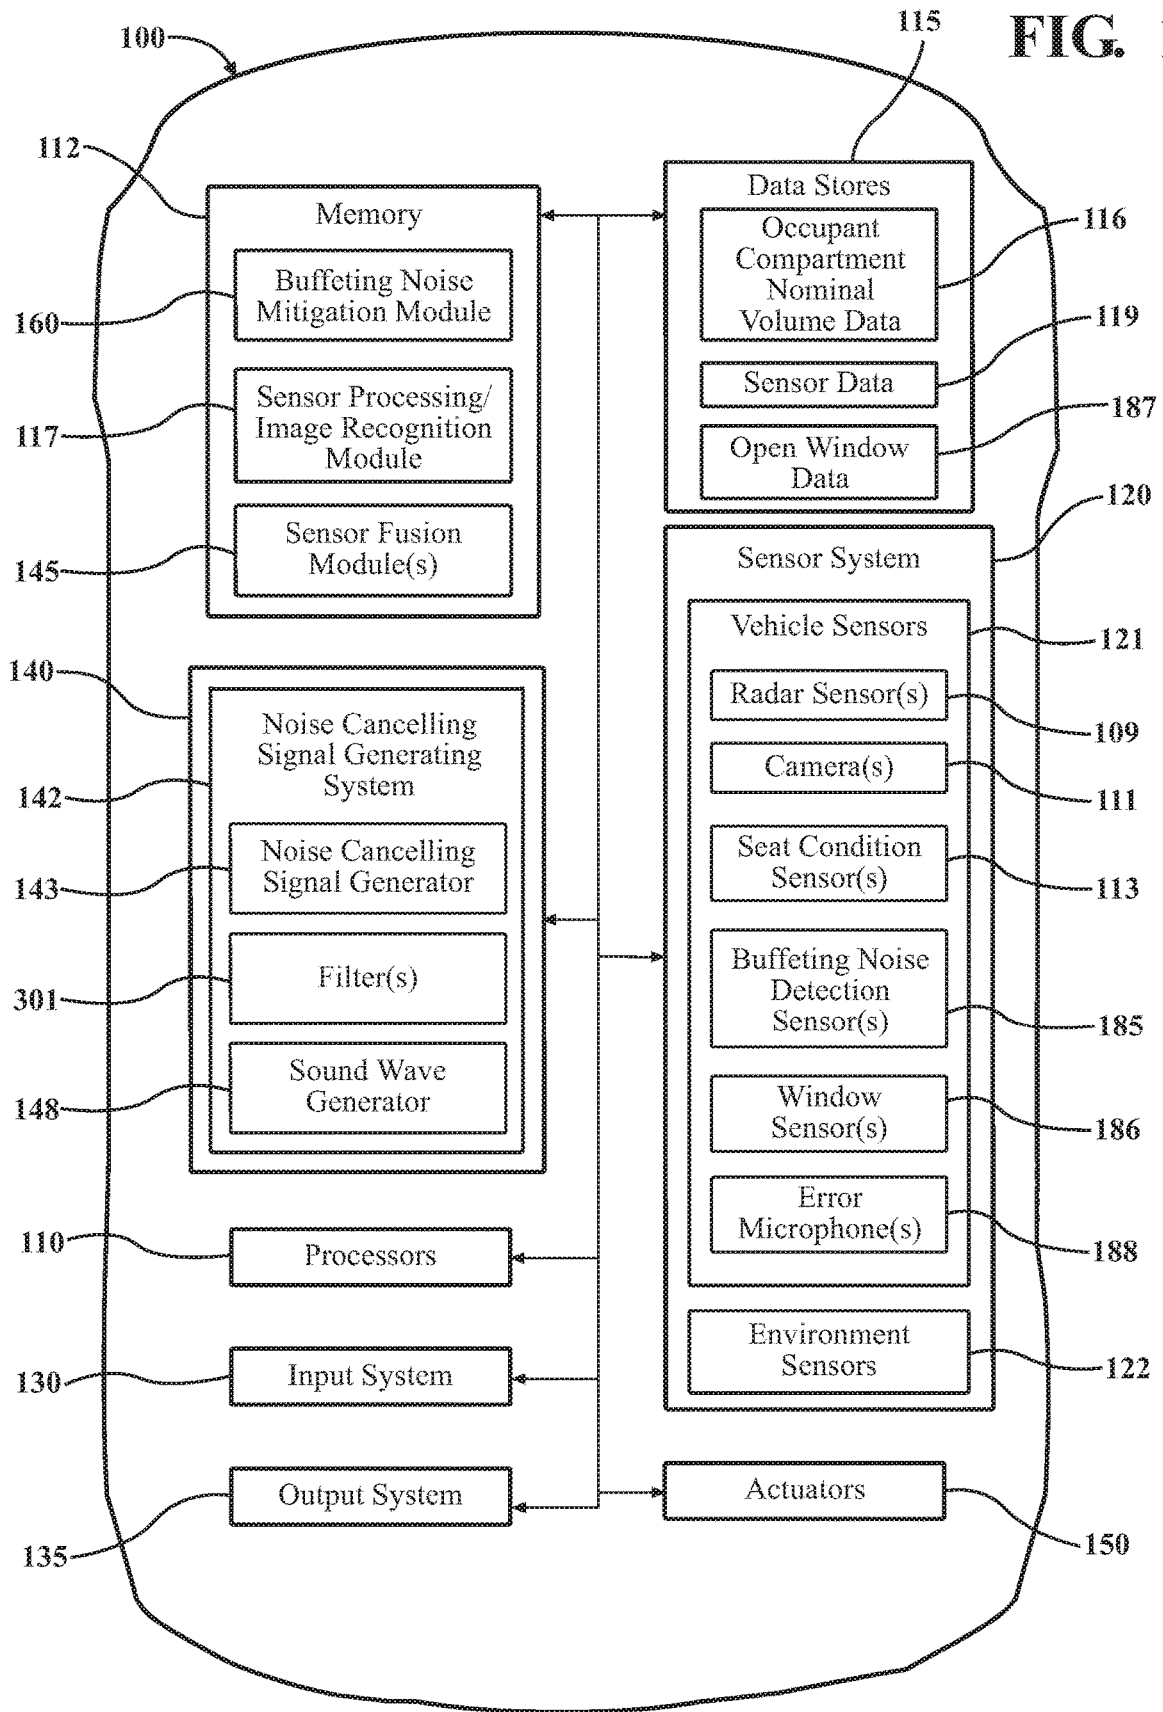 FIG.
100
115
112
Memory
Buffeting Noise
Mitigation Module
160
Sensor Processing/
Image Recognition
Module
117
Sensor Fusion
Module(s)
145
Data Stores
Occupant
Compartment
Nominal
Volume Data
116
Sensor Data
119
Open Window
Data
187
120
Sensor System
Vehicle Sensors
121
Radar Sensor(s)
109
Camera(s)
111
Seat Condition
Sensor(s)
113
Buffeting Noise
Detection
Sensor(s)
185
Window
Sensor(s)
186
Error
Microphone(s)
188
Environment
Sensors
122
140
Noise Cancelling
Signal Generating
System
142
Noise Cancelling
Signal Generator
143
Filter(s)
301
Sound Wave
Generator
148
110
Processors
130
Input System
Output System
135
Actuators
150